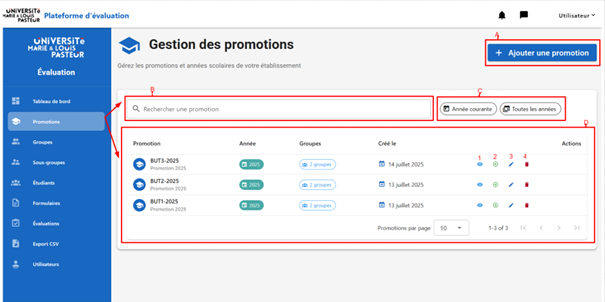 UNIVERSITé
MARIE & LOUIS
PASTEUR
Plateforme d'évaluation
Utilisateur
UNIVERSITé
MARIE & LOUIS
PASTEUR
Évaluation
Tableau de bord
Promotions
Groupes
Sous-groupes
Étudiants
Formulaires
Évaluations
Export CSV
Utilisateurs
Gestion des promotions
Gérez les promotions et années scolaires de votre établissement
A
+ Ajouter une promotion
B
Rechercher une promotion
C
Année courante
Toutes les années
D
Promotion Année Groupes Créé le Actions
1 2 3 4
BUT3-2025 2025 2 groupes 14 juillet 2025
Promotion 2025
BUT2-2025 2025 2 groupes 13 juillet 2025
Promotion 2025
BUT1-2025 2025 2 groupes 13 juillet 2025
Promotion 2025
Promotions par page 10 1-3 of 3